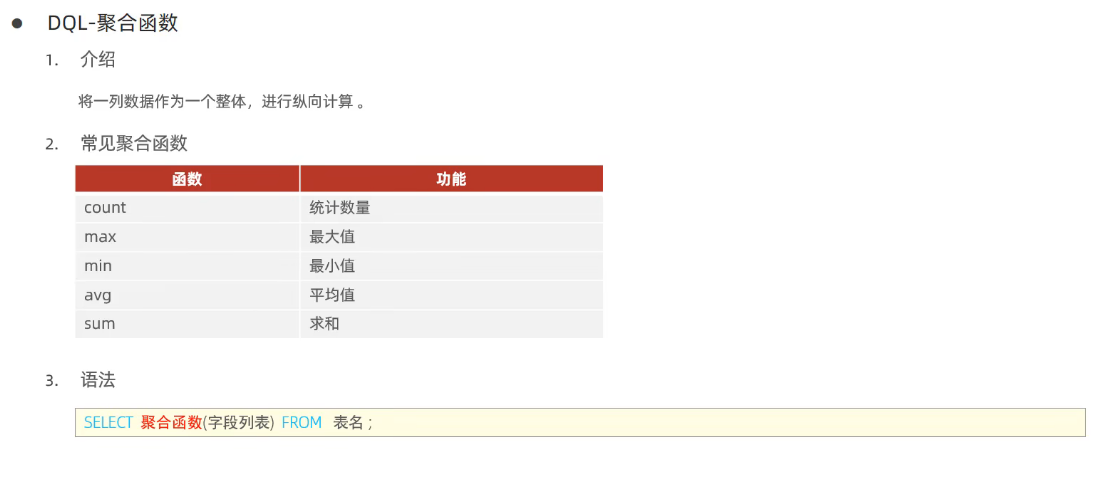 ● DQL-聚合函数
1. 介绍
将一列数据作为一个整体，进行纵向计算 。
2. 常见聚合函数
函数 功能
count 统计数量
max 最大值
min 最小值
avg 平均值
sum 求和
3. 语法
SELECT 聚合函数(字段列表) FROM 表名 ;